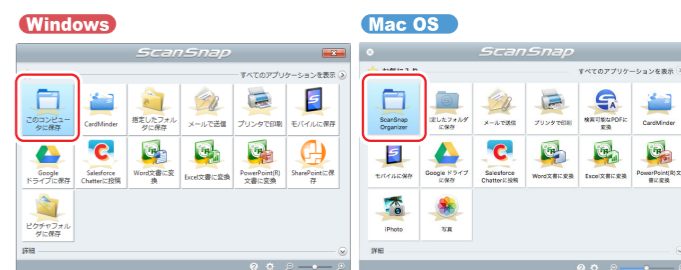 Windows
ScanSnap
すべてのアプリケーションを表示
このコンピュー
タに保存
CardMinder
指定したフォル
ダに保存
メールで送信
プリンタで印刷
モバイルに保存
Google
ドライブに保存
Salesforce
Chatterに投稿
Word文書に変
換
Excel文書に変換
PowerPoint(R)
文書に変換
SharePointに保
存
ピクチャフォル
ダに保存
詳細
Mac OS
ScanSnap
すべてのアプリケーションを表示
ScanSnap
Organizer
定したフォルダ
に保存
メールで送信
プリンタで印刷
検索可能なPDFに
変換
CardMinder
モバイルに保存
Google ドライブ
に保存
Salesforce
Chatterに投稿
Word文書に変換
Excel文書に変換
PowerPoint(R)文
書に変換
iPhoto
写真
詳細